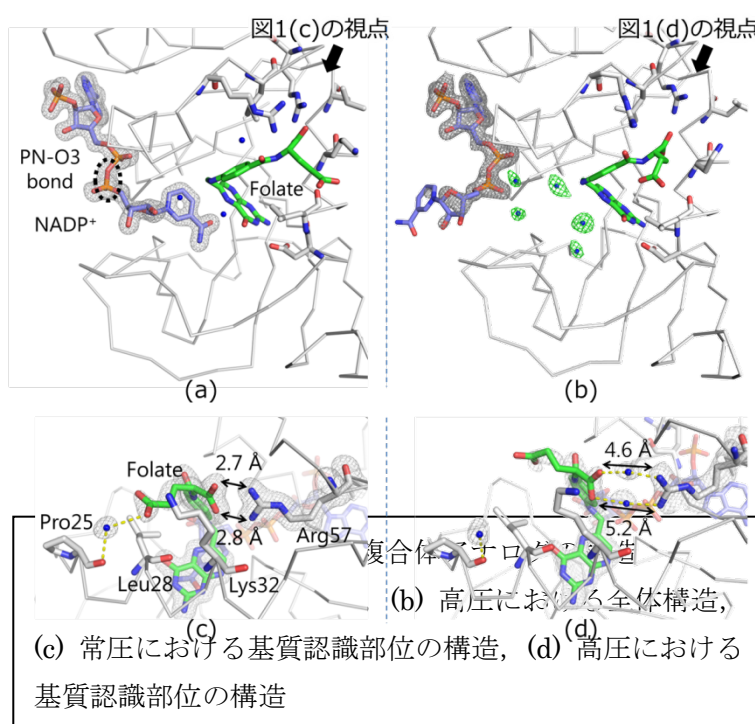 図1(c)の視点
図1(d)の視点
PN-O3
bond
NADP⁺
Folate
(a)
(b)
Folate
2.7 Å
2.8 Å
Pro25
Leu28
Lys32
Arg57
4.6 Å
5.2 Å
複合体
(b) 高圧における全体構造,
(c)
(d)
(c) 常圧における基質認識部位の構造, (d) 高圧における
基質認識部位の構造